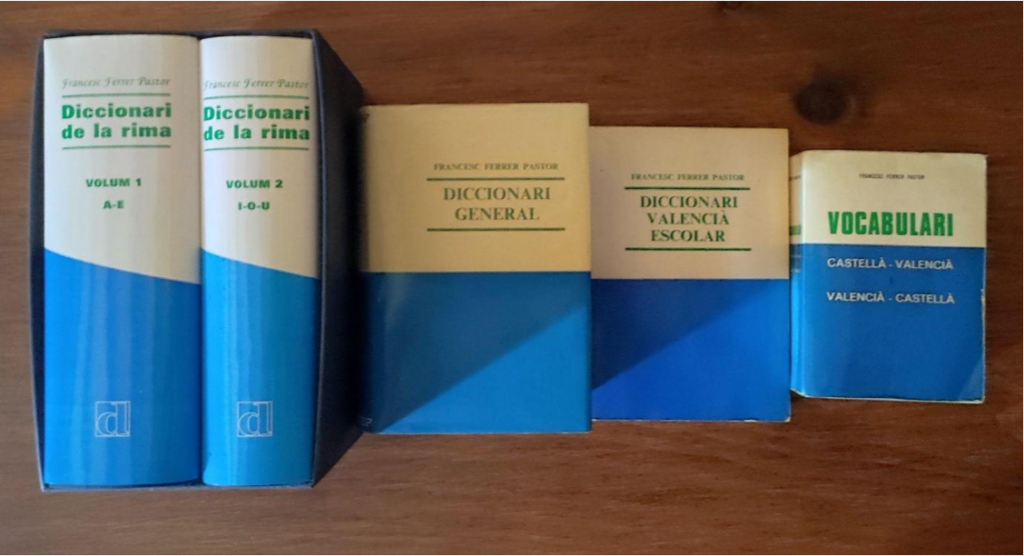 Francesc Ferrer Pastor
Diccionari
de la rima
VOLUM 1
A-E
d
Francesc Ferrer Pastor
Diccionari
de la rima
VOLUM 2
I-O-U
d
FRANCESC FERRER PASTOR
DICCIONARI
GENERAL
FRANCESC FERRER PASTOR
DICCIONARI
VALENCIÀ
ESCOLAR
FRANCESC FERRER PASTOR
VOCABULARI
CASTELLÀ - VALENCIÀ
VALENCIÀ - CASTELLÀ